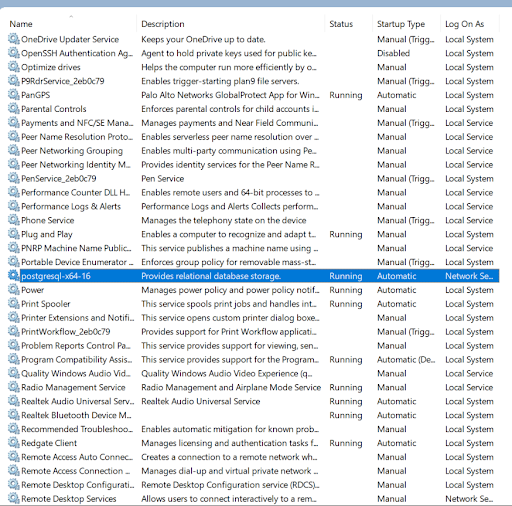 Name Description Status Startup Type Log On As
OneDrive Updater Service Keeps your OneDrive up to date. Manual (Trigg... Local System
OpenSSH Authentication Ag... Agent to hold private keys used for public ke... Disabled Local System
Optimize drives Helps the computer run more efficiently by o... Manual Local System
P9RdrService_2eb0c79 Enables trigger-starting plan9 file servers. Manual (Trigg... Local System
PanGPS Palo Alto Networks GlobalProtect App for Win... Running Automatic Local System
Parental Controls Enforces parental controls for child accounts i... Manual Local System
Payments and NFC/SE Mana... Manages payments and Near Field Communi... Manual (Trigg... Local Service
Peer Name Resolution Proto... Enables serverless peer name resolution over ... Manual Local Service
Peer Networking Grouping Enables multi-party communication using Pe... Manual Local Service
Peer Networking Identity M... Provides identity services for the Peer Name R... Manual Local Service
PenService_2eb0c79 Pen Service Manual (Trigg... Local System
Performance Counter DLL H... Enables remote users and 64-bit processes to ... Manual Local Service
Performance Logs & Alerts Performance Logs and Alerts Collects perform... Manual Local Service
Phone Service Manages the telephony state on the device Manual (Trigg... Local Service
Plug and Play Enables a computer to recognize and adapt t... Running Manual Local System
PNRP Machine Name Public... This service publishes a machine name using ... Manual Local Service
Portable Device Enumerator ... Enforces group policy for removable mass-st... Manual (Trigg... Local System
postgresql-x64-16 Provides relational database storage. Running Automatic Network Se...
Power Manages power policy and power policy notif... Running Automatic Local System
Print Spooler This service spools print jobs and handles int... Running Automatic Local System
Printer Extensions and Notifi... This service opens custom printer dialog boxe... Manual Local System
PrintWorkflow_2eb0c79 Provides support for Print Workflow applicati... Manual (Trigg... Local System
Problem Reports Control Pa... This service provides support for viewing, sen... Manual Local System
Program Compatibility Assis... This service provides support for the Program... Running Automatic (De... Local System
Quality Windows Audio Vid... Quality Windows Audio Video Experience (q... Manual Local Service
Radio Management Service Radio Management and Airplane Mode Service Running Manual Local Service
Realtek Audio Universal Serv... Realtek Audio Universal Service Running Automatic Local System
Realtek Bluetooth Device M... Running Automatic Local System
Recommended Troubleshoo... Enables automatic mitigation for known prob... Manual Local System
Redgate Client Manages licensing and authentication tasks f... Running Automatic Local System
Remote Access Auto Connec... Creates a connection to a remote network wh... Manual Local System
Remote Access Connection ... Manages dial-up and virtual private network ... Manual Local System
Remote Desktop Configurati... Remote Desktop Configuration service (RDCS)... Manual Local System
Remote Desktop Services Allows users to connect interactively to a rem... Manual Network Se...